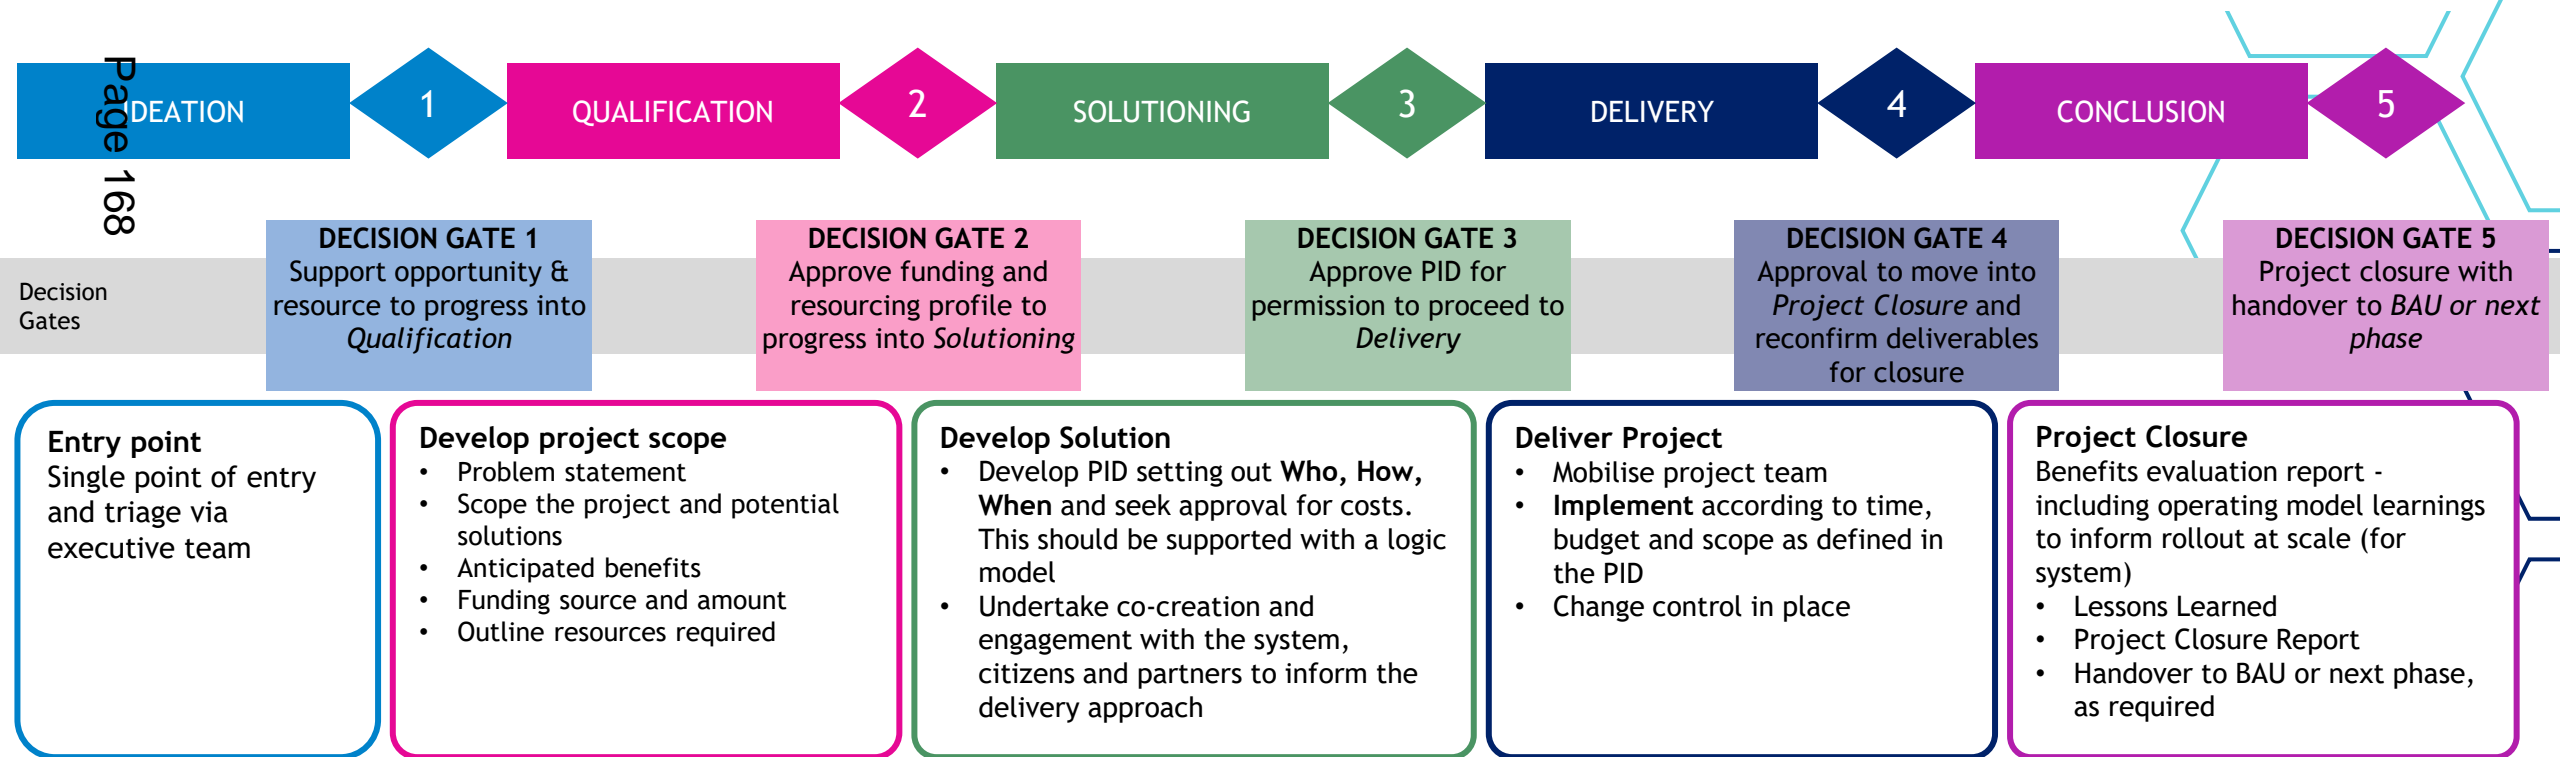 Page 168
IDEATION
1
QUALIFICATION
2
SOLUTIONING
3
DELIVERY
4
CONCLUSION
5
Decision
Gates
DECISION GATE 1
Support opportunity &
resource to progress into
Qualification
DECISION GATE 2
Approve funding and
resourcing profile to
progress into Solutioning
DECISION GATE 3
Approve PID for
permission to proceed to
Delivery
DECISION GATE 4
Approval to move into
Project Closure and
reconfirm deliverables
for closure
DECISION GATE 5
Project closure with
handover to BAU or next
phase
Entry point
Single point of entry
and triage via
executive team
Develop project scope
• Problem statement
• Scope the project and potential
solutions
• Anticipated benefits
• Funding source and amount
• Outline resources required
Develop Solution
• Develop PID setting out Who, How,
When and seek approval for costs.
This should be supported with a logic
model
• Undertake co-creation and
engagement with the system,
citizens and partners to inform the
delivery approach
Deliver Project
• Mobilise project team
• Implement according to time,
budget and scope as defined in
the PID
• Change control in place
Project Closure
Benefits evaluation report -
including operating model learnings
to inform rollout at scale (for
system)
• Lessons Learned
• Project Closure Report
• Handover to BAU or next phase,
as required